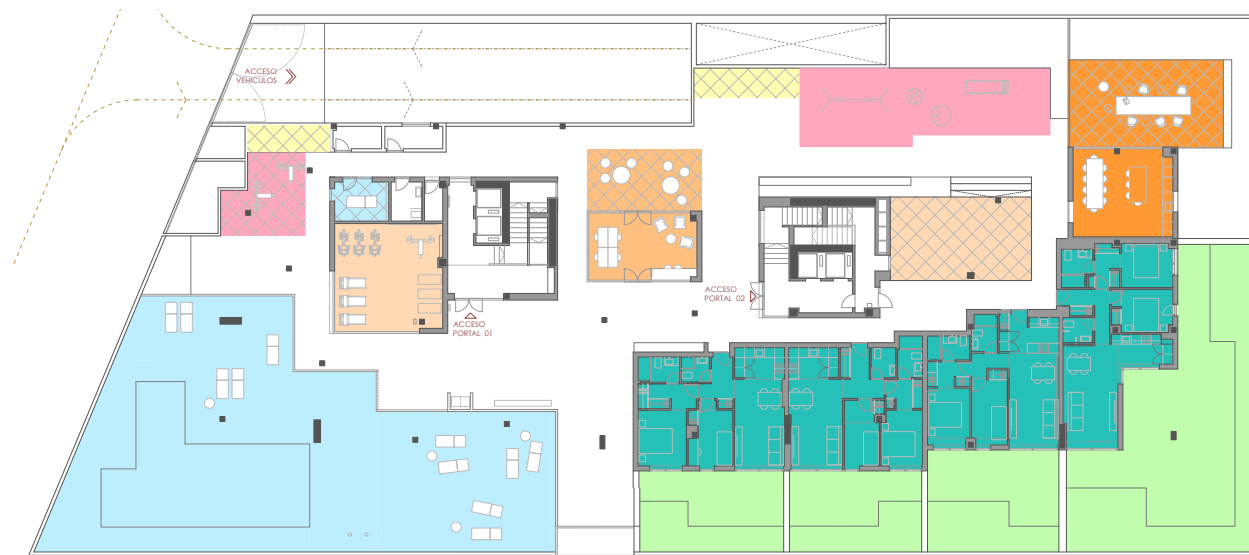 ACCESO
VEHICULOS
ACCESO
PORTAL 02
ACCESO
PORTAL 01